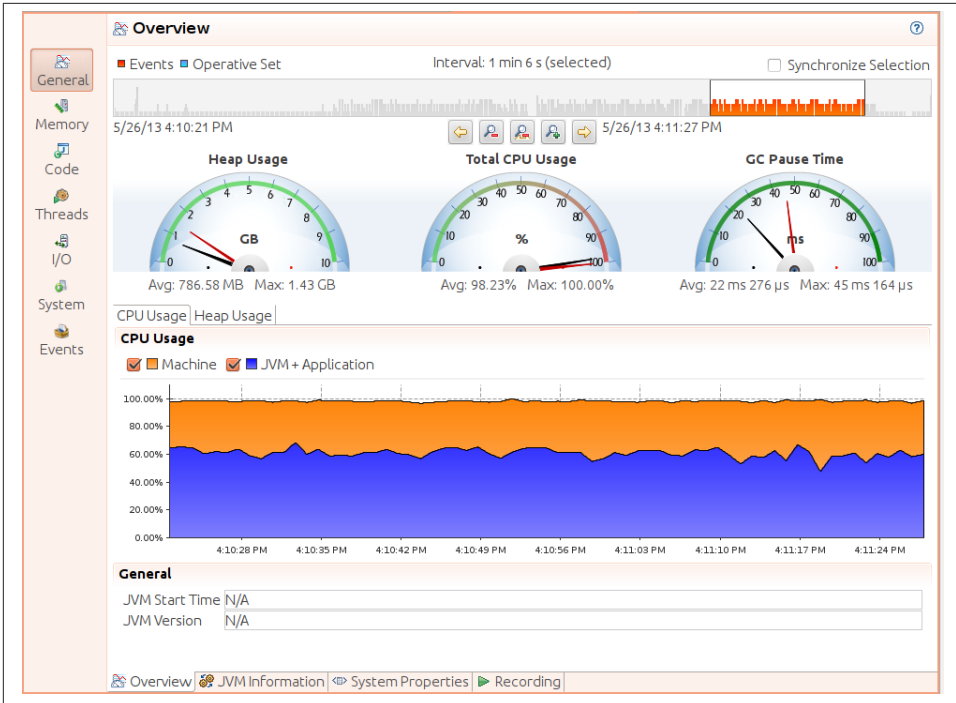 Overview
General
Memory
Code
Threads
I/O
System
Events
Events Operative Set Interval: 1 min 6 s (selected) Synchronize Selection
5/26/13 4:10:21 PM 5/26/13 4:11:27 PM
Heap Usage
0 1 2 3 4 5 6 7 8 9 10
GB
Avg: 786.58 MB Max: 1.43 GB
Total CPU Usage
0 10 20 30 40 50 60 70 80 90 100
%
Avg: 98.23% Max: 100.00%
GC Pause Time
0 10 20 30 40 50 60 70 80 90 100
ms
Avg: 22 ms 276 µs Max: 45 ms 164 µs
CPU Usage Heap Usage
CPU Usage
Machine JVM + Application
100.00%
80.00%
60.00%
40.00%
20.00%
0.00%
4:10:28 PM 4:10:35 PM 4:10:42 PM 4:10:49 PM 4:10:56 PM 4:11:03 PM 4:11:10 PM 4:11:17 PM 4:11:24 PM
General
JVM Start Time N/A
JVM Version N/A
Overview JVM Information System Properties Recording